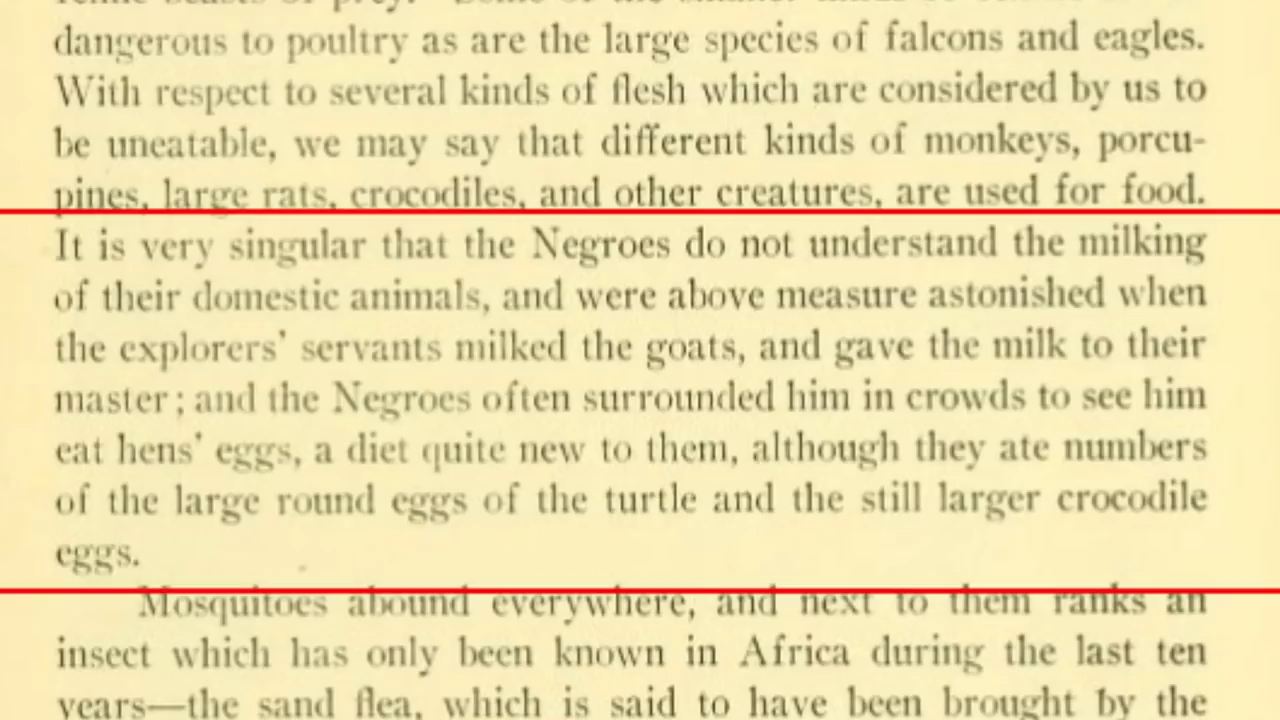 dangerous to poultry as are the large species of falcons and eagles.
With respect to several kinds of flesh which are considered by us to
be uneatable, we may say that different kinds of monkeys, porcu-
pines, large rats, crocodiles, and other creatures, are used for food.
It is very singular that the Negroes do not understand the milking
of their domestic animals, and were above measure astonished when
the explorers' servants milked the goats, and gave the milk to their
master; and the Negroes often surrounded him in crowds to see him
eat hens' eggs, a diet quite new to them, although they ate numbers
of the large round eggs of the turtle and the still larger crocodile
eggs.
Mosquitoes abound everywhere, and next to them ranks an
insect which has only been known in Africa during the last ten
years—the sand flea, which is said to have been brought by the